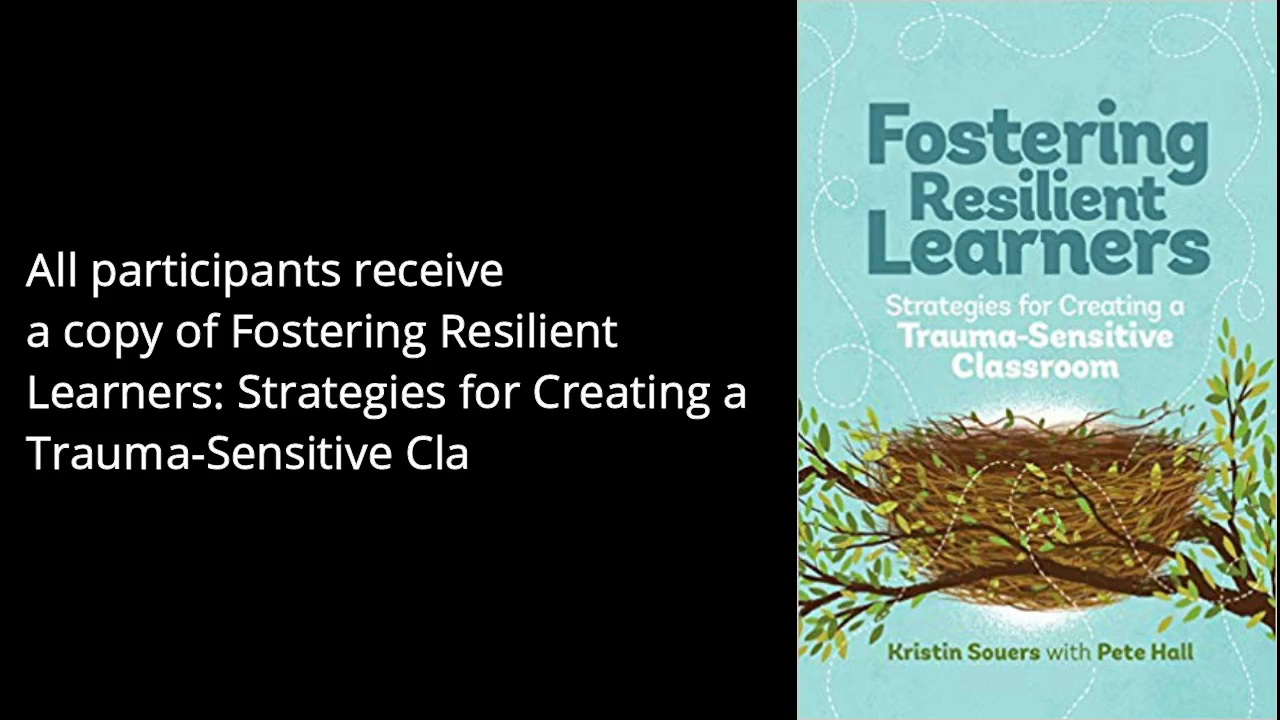 All participants receive
a copy of Fostering Resilient
Learners: Strategies for Creating a
Trauma-Sensitive Cla
Fostering
Resilient
Learners
Strategies for Creating a
Trauma-Sensitive
Classroom
Kristin Souers with Pete Hall